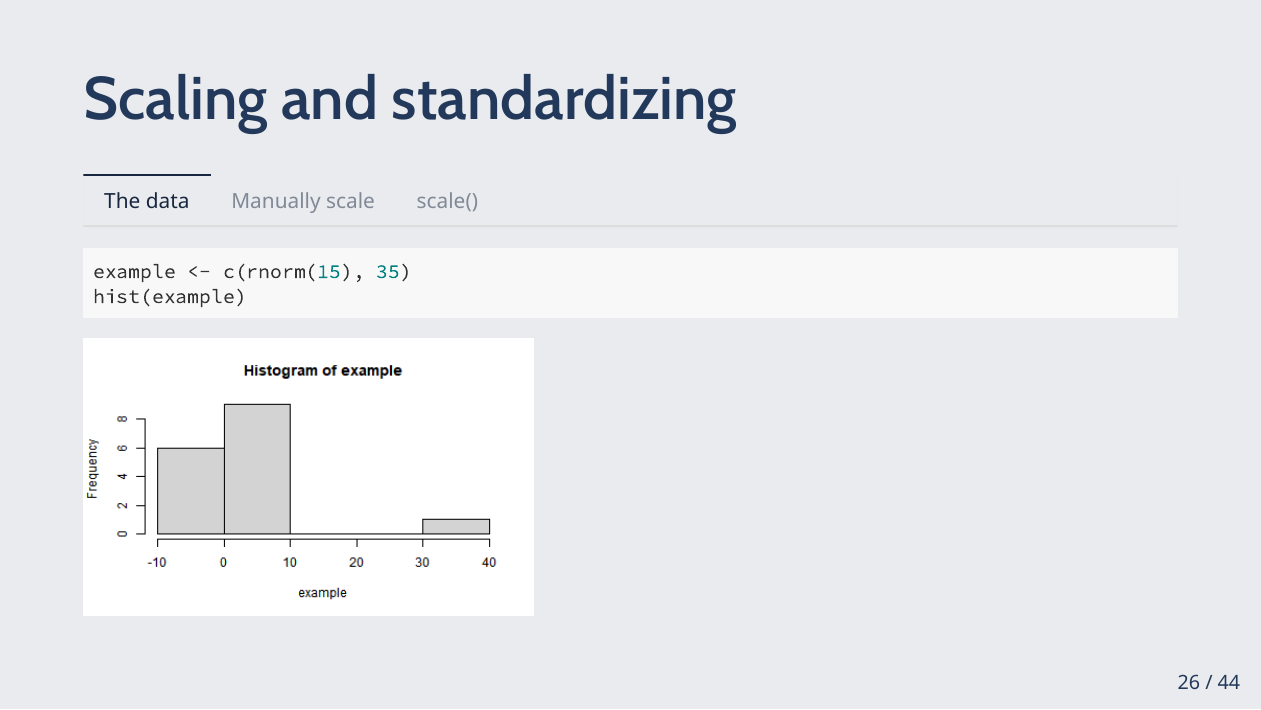 Scaling and standardizing
The data Manually scale scale()
example <- c(rnorm(15), 35)
hist(example)
Histogram of example
Frequency
8
6
4
2
0
-10 0 10 20 30 40
example
26 / 44